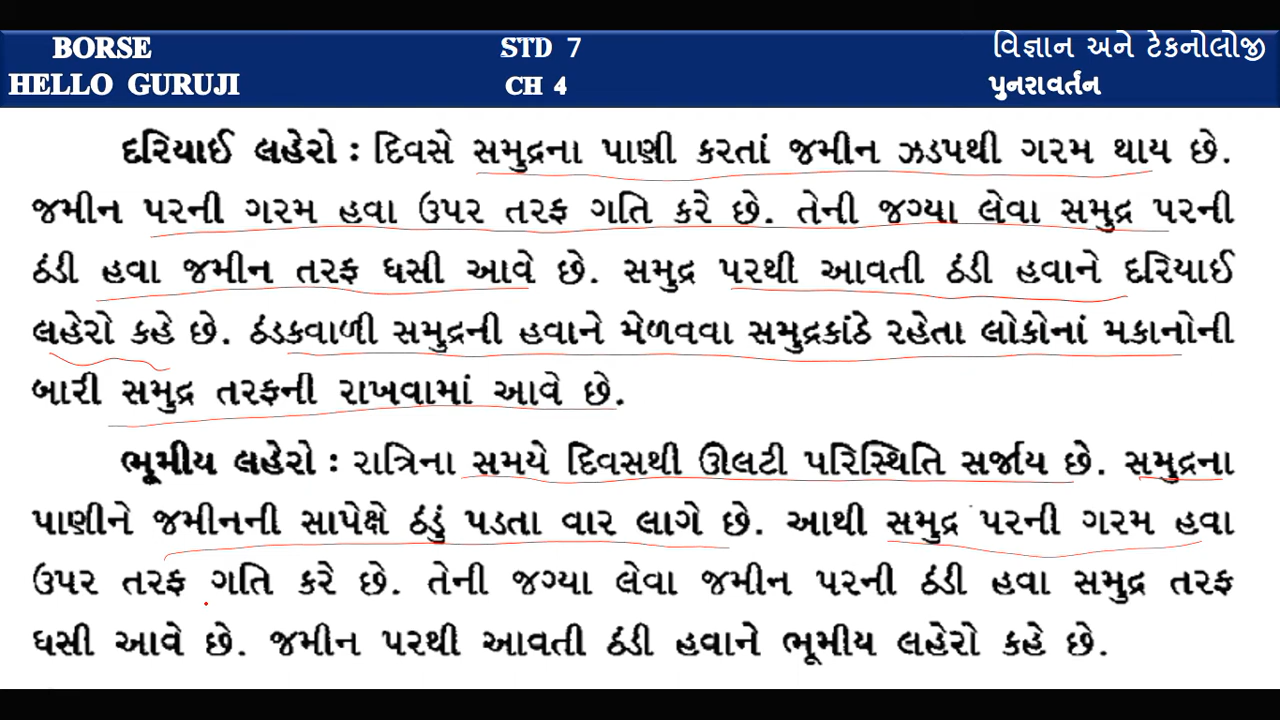 BORSE STD 7 વિજ્ઞાન અને ટેકનોલોજી
HELLO GURUJI CH 4 પુનરાવર્તન
દરિયાઈ લહેરો : દિવસે સમુદ્રના પાણી કરતાં જમીન ઝડપથી ગરમ થાય છે.
જમીન પરની ગરમ હવા ઉપર તરફ ગતિ કરે છે. તેની જગ્યા લેવા સમુદ્ર પરની
ઠંડી હવા જમીન તરફ ધસી આવે છે. સમુદ્ર પરથી આવતી ઠંડી હવાને દરિયાઈ
લહેરો કહે છે. ઠંડકવાળી સમુદ્રની હવાને મેળવવા સમુદ્રકાંઠે રહેતા લોકોનાં મકાનોની
બારી સમુદ્ર તરફની રાખવામાં આવે છે.
ભૂમીય લહેરો : રાત્રિના સમયે દિવસથી ઊલટી પરિસ્થિતિ સર્જાય છે. સમુદ્રના
પાણીને જમીનની સાપેક્ષે ઠંડું પડતા વાર લાગે છે. આથી સમુદ્ર પરની ગરમ હવા
ઉપર તરફ ગતિ કરે છે. તેની જગ્યા લેવા જમીન પરની ઠંડી હવા સમુદ્ર તરફ
ધસી આવે છે. જમીન પરથી આવતી ઠંડી હવાને ભૂમીય લહેરો કહે છે.